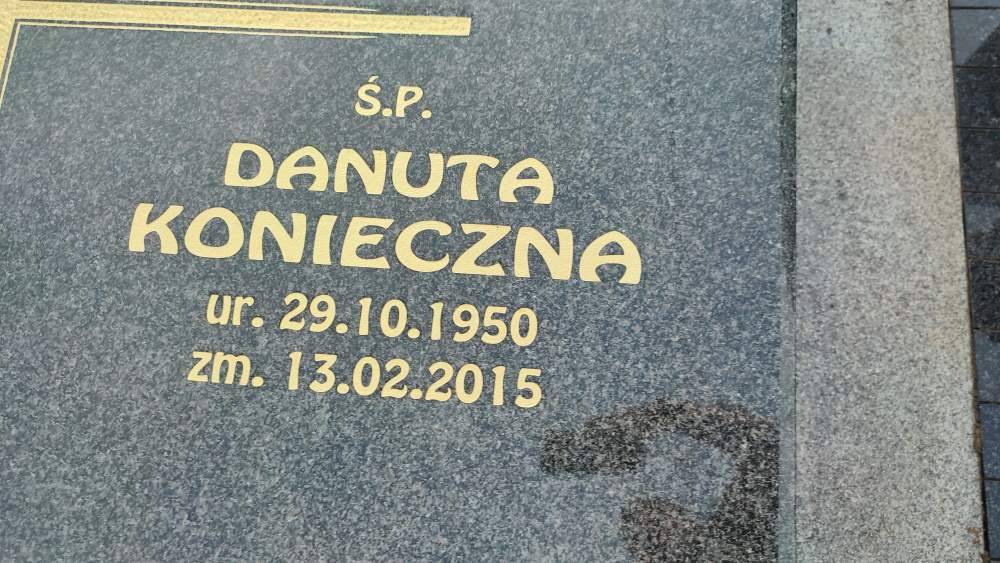 Ś.P.
DANUTA
KONIECZNA
ur. 29.10.1950
zm. 13.02.2015